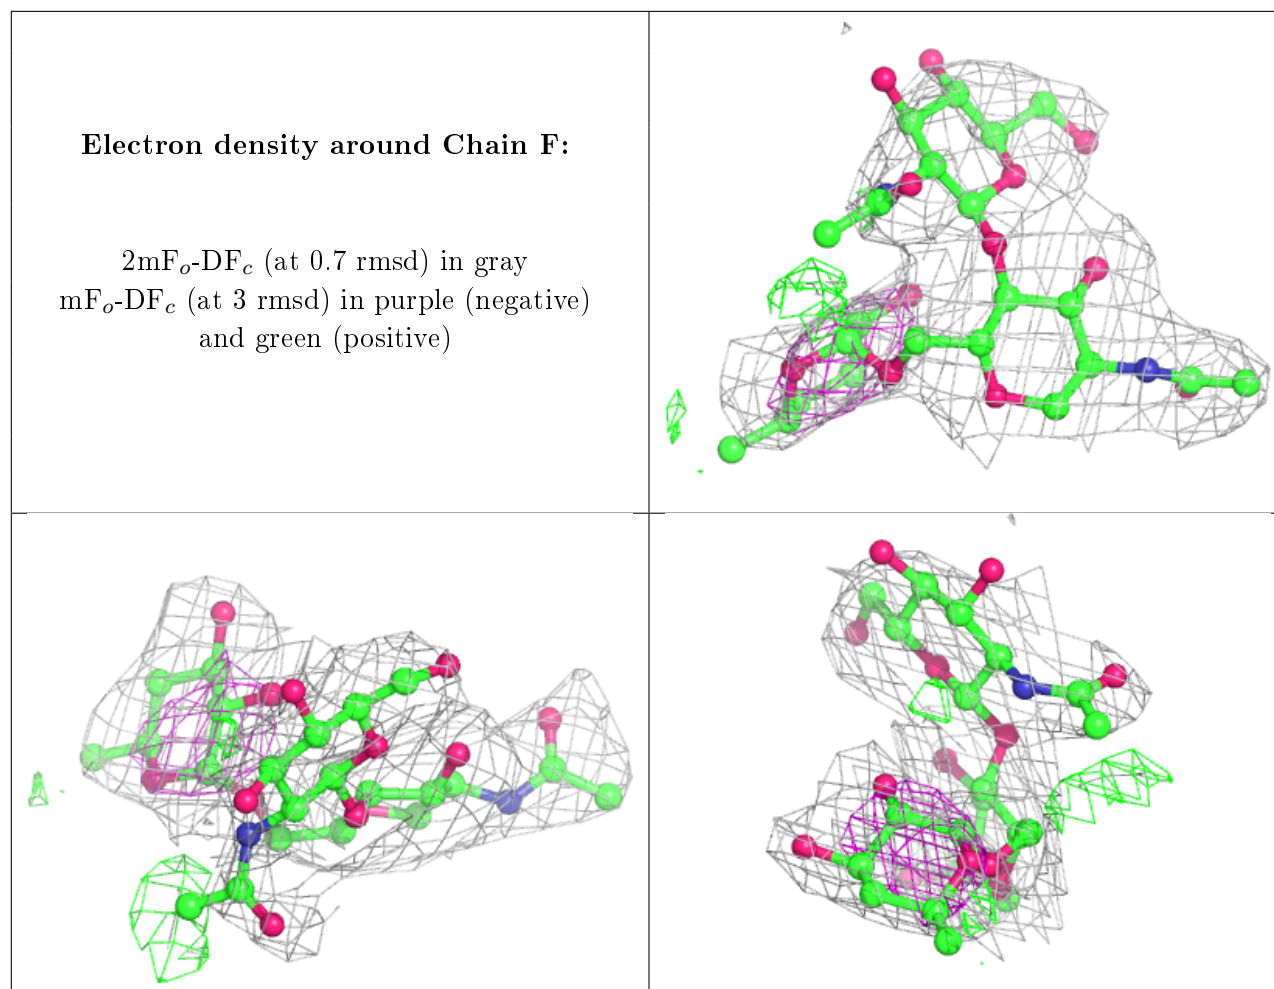 Electron density around Chain F:
2mFₒ-DF𝒸 (at 0.7 rmsd) in gray
mFₒ-DF𝒸 (at 3 rmsd) in purple (negative)
and green (positive)